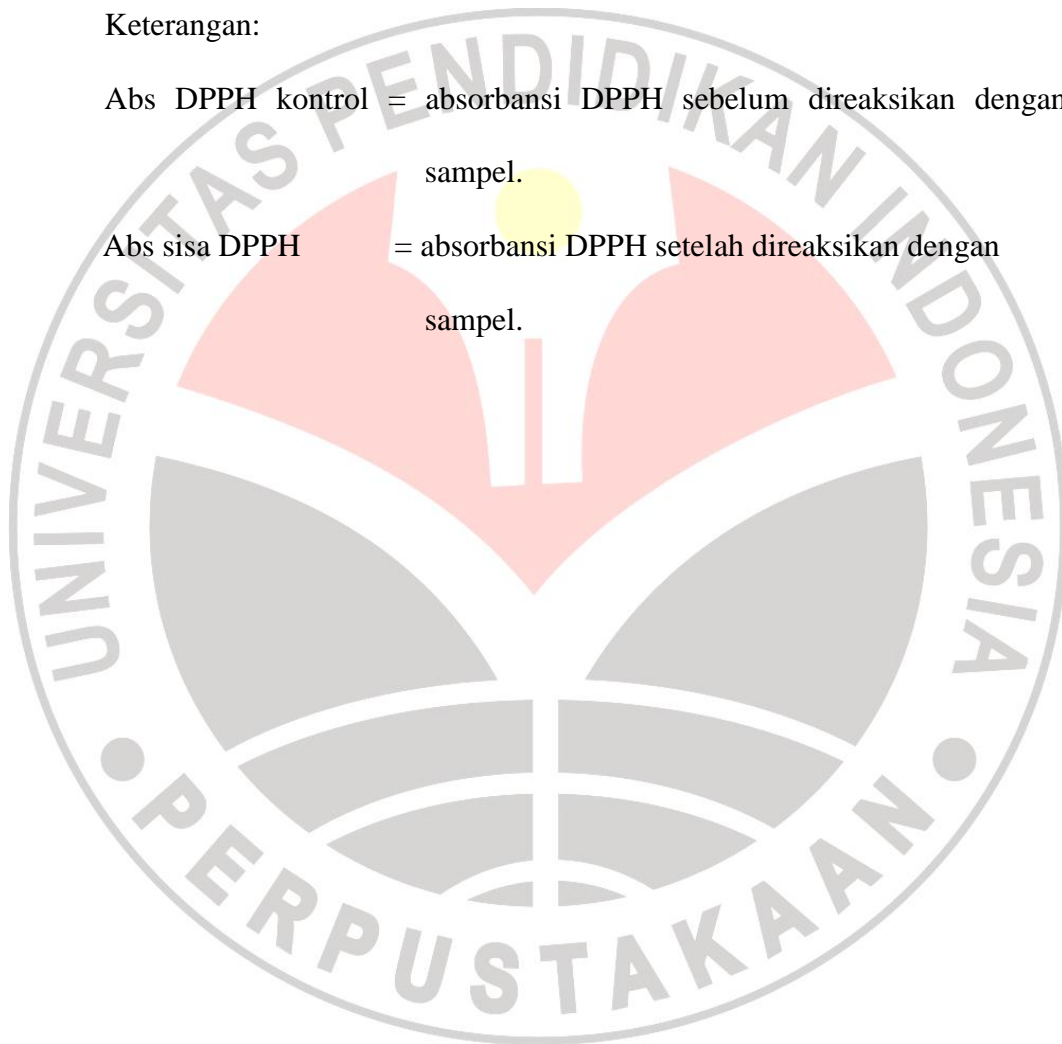 Keterangan:
Abs DPPH kontrol = absorbansi DPPH sebelum direaksikan dengan
sampel.
Abs sisa DPPH = absorbansi DPPH setelah direaksikan dengan
sampel.
UNIVERSITAS PENDIDIKAN INDONESIA
PERPUSTAKAAN